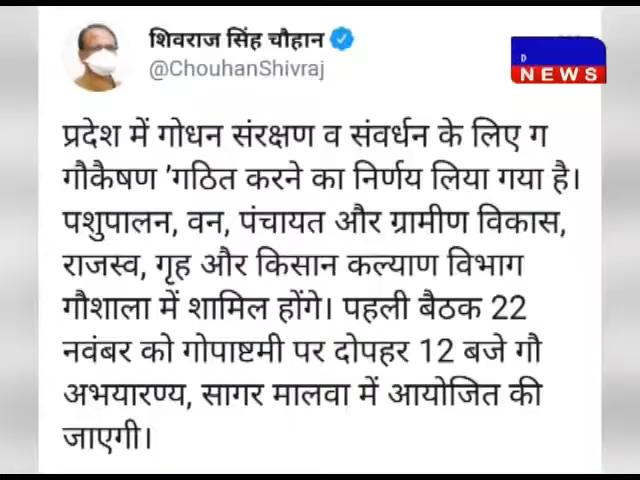 शिवराज सिंह चौहान
@ChouhanShivraj
D
NEWS
प्रदेश में गोधन संरक्षण व संवर्धन के लिए ग
गौकैषण 'गठित करने का निर्णय लिया गया है।
पशुपालन, वन, पंचायत और ग्रामीण विकास,
राजस्व, गृह और किसान कल्याण विभाग
गौशाला में शामिल होंगे। पहली बैठक 22
नवंबर को गोपाष्टमी पर दोपहर 12 बजे गौ
अभयारण्य, सागर मालवा में आयोजित की
जाएगी।